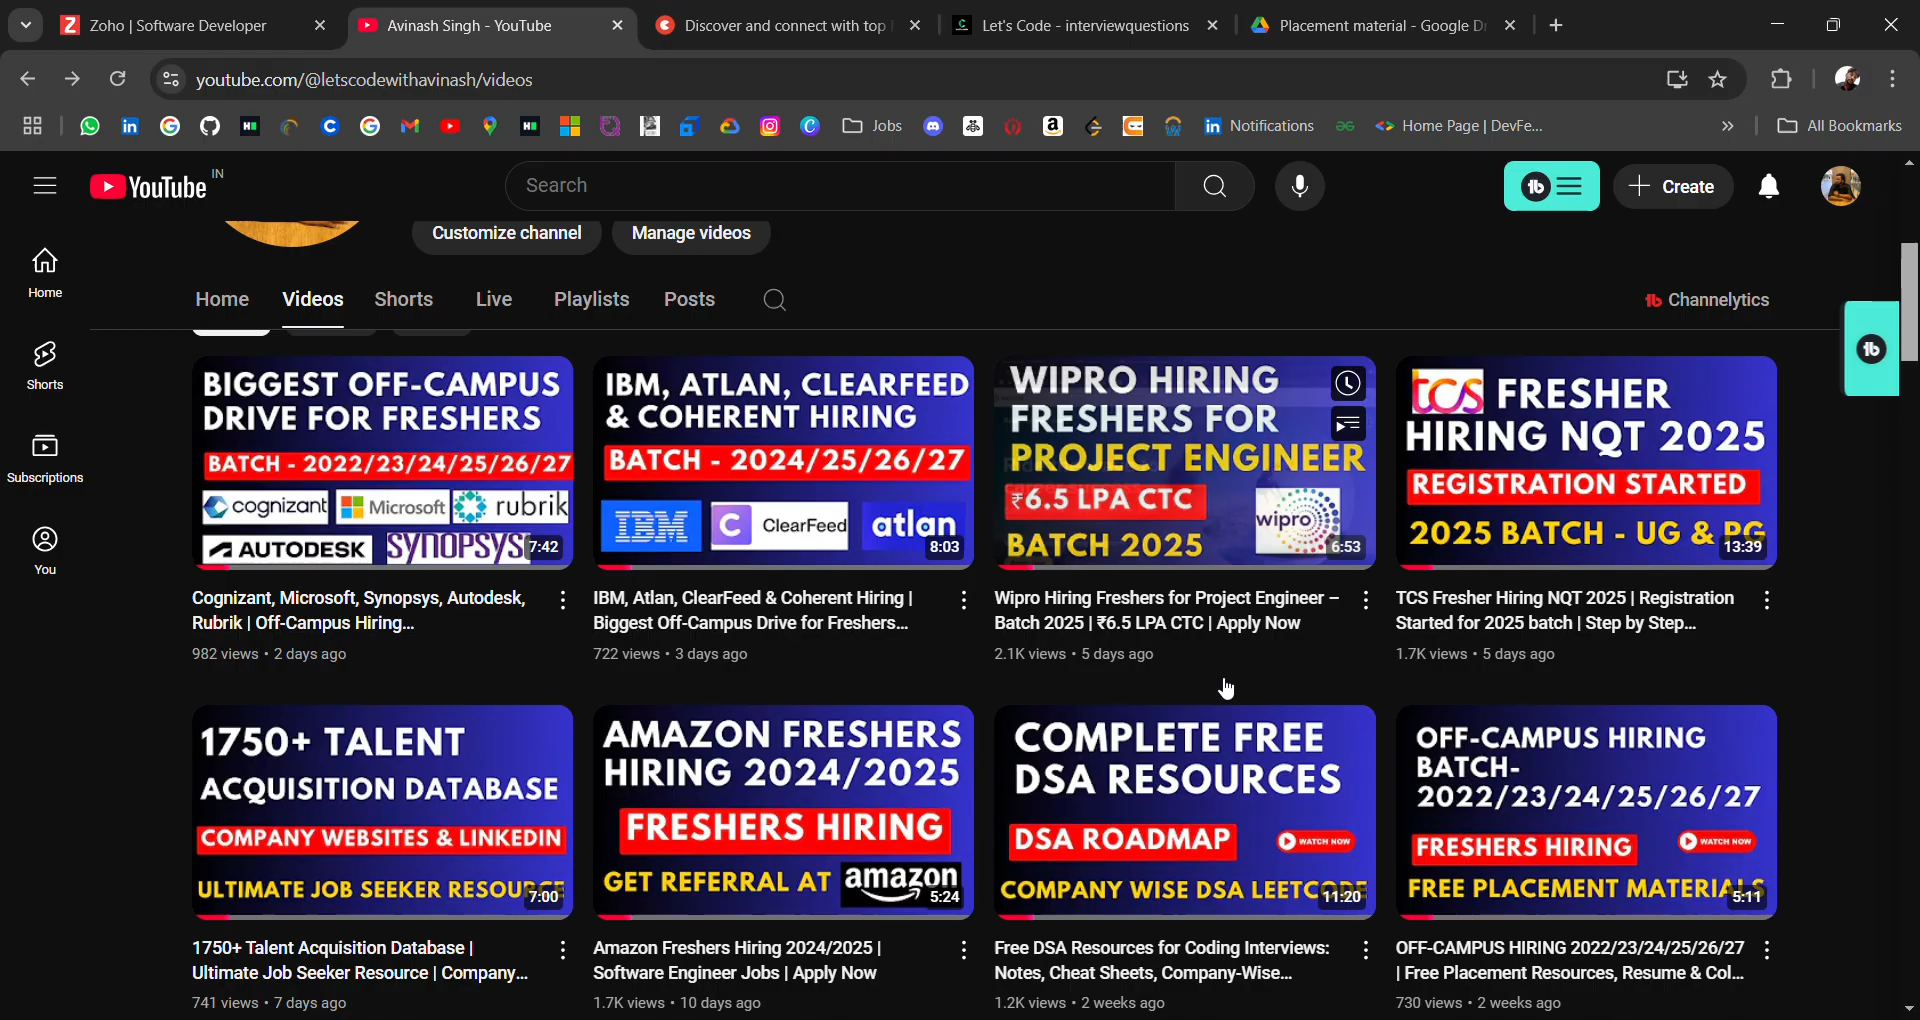 Zoho | Software Developer
Avinash Singh - YouTube
Discover and connect with top
Let's Code - interviewquestions
Placement material - Google Dr
youtube.com/@letscodewithavinash/videos
Jobs
Notifications
Home Page | DevFe...
All Bookmarks
YouTube IN
Search
Create
Customize channel
Manage videos
Home
Shorts
Subscriptions
You
Home
Videos
Shorts
Live
Playlists
Posts
Channelytics
BIGGEST OFF-CAMPUS
DRIVE FOR FRESHERS
BATCH - 2022/23/24/25/26/27
cognizant
Microsoft
rubrik
AUTODESK
SYNOPSYS
7:42
Cognizant, Microsoft, Synopsys, Autodesk,
Rubrik | Off-Campus Hiring...
982 views • 2 days ago
IBM, ATLAN, CLEARFEED
& COHERENT HIRING
BATCH - 2024/25/26/27
IBM
ClearFeed
atlan
8:03
IBM, Atlan, ClearFeed & Coherent Hiring |
Biggest Off-Campus Drive for Freshers...
722 views • 3 days ago
WIPRO HIRING
FRESHERS FOR
PROJECT ENGINEER
₹6.5 LPA CTC
wipro
BATCH 2025
6:53
Wipro Hiring Freshers for Project Engineer –
Batch 2025 | ₹6.5 LPA CTC | Apply Now
2.1K views • 5 days ago
tcs FRESHER
HIRING NQT 2025
REGISTRATION STARTED
2025 BATCH - UG & PG
13:39
TCS Fresher Hiring NQT 2025 | Registration
Started for 2025 batch | Step by Step...
1.7K views • 5 days ago
1750+ TALENT
ACQUISITION DATABASE
COMPANY WEBSITES & LINKEDIN
ULTIMATE JOB SEEKER RESOURCE
7:00
1750+ Talent Acquisition Database |
Ultimate Job Seeker Resource | Company...
741 views • 7 days ago
AMAZON FRESHERS
HIRING 2024/2025
FRESHERS HIRING
GET REFERRAL AT amazon
5:24
Amazon Freshers Hiring 2024/2025 |
Software Engineer Jobs | Apply Now
1.7K views • 10 days ago
COMPLETE FREE
DSA RESOURCES
DSA ROADMAP
WATCH NOW
COMPANY WISE DSA LEETCODE
11:20
Free DSA Resources for Coding Interviews:
Notes, Cheat Sheets, Company-Wise...
1.2K views • 2 weeks ago
OFF-CAMPUS HIRING
BATCH-
2022/23/24/25/26/27
FRESHERS HIRING
WATCH NOW
FREE PLACEMENT MATERIALS
5:11
OFF-CAMPUS HIRING 2022/23/24/25/26/27
| Free Placement Resources, Resume & Col...
730 views • 2 weeks ago